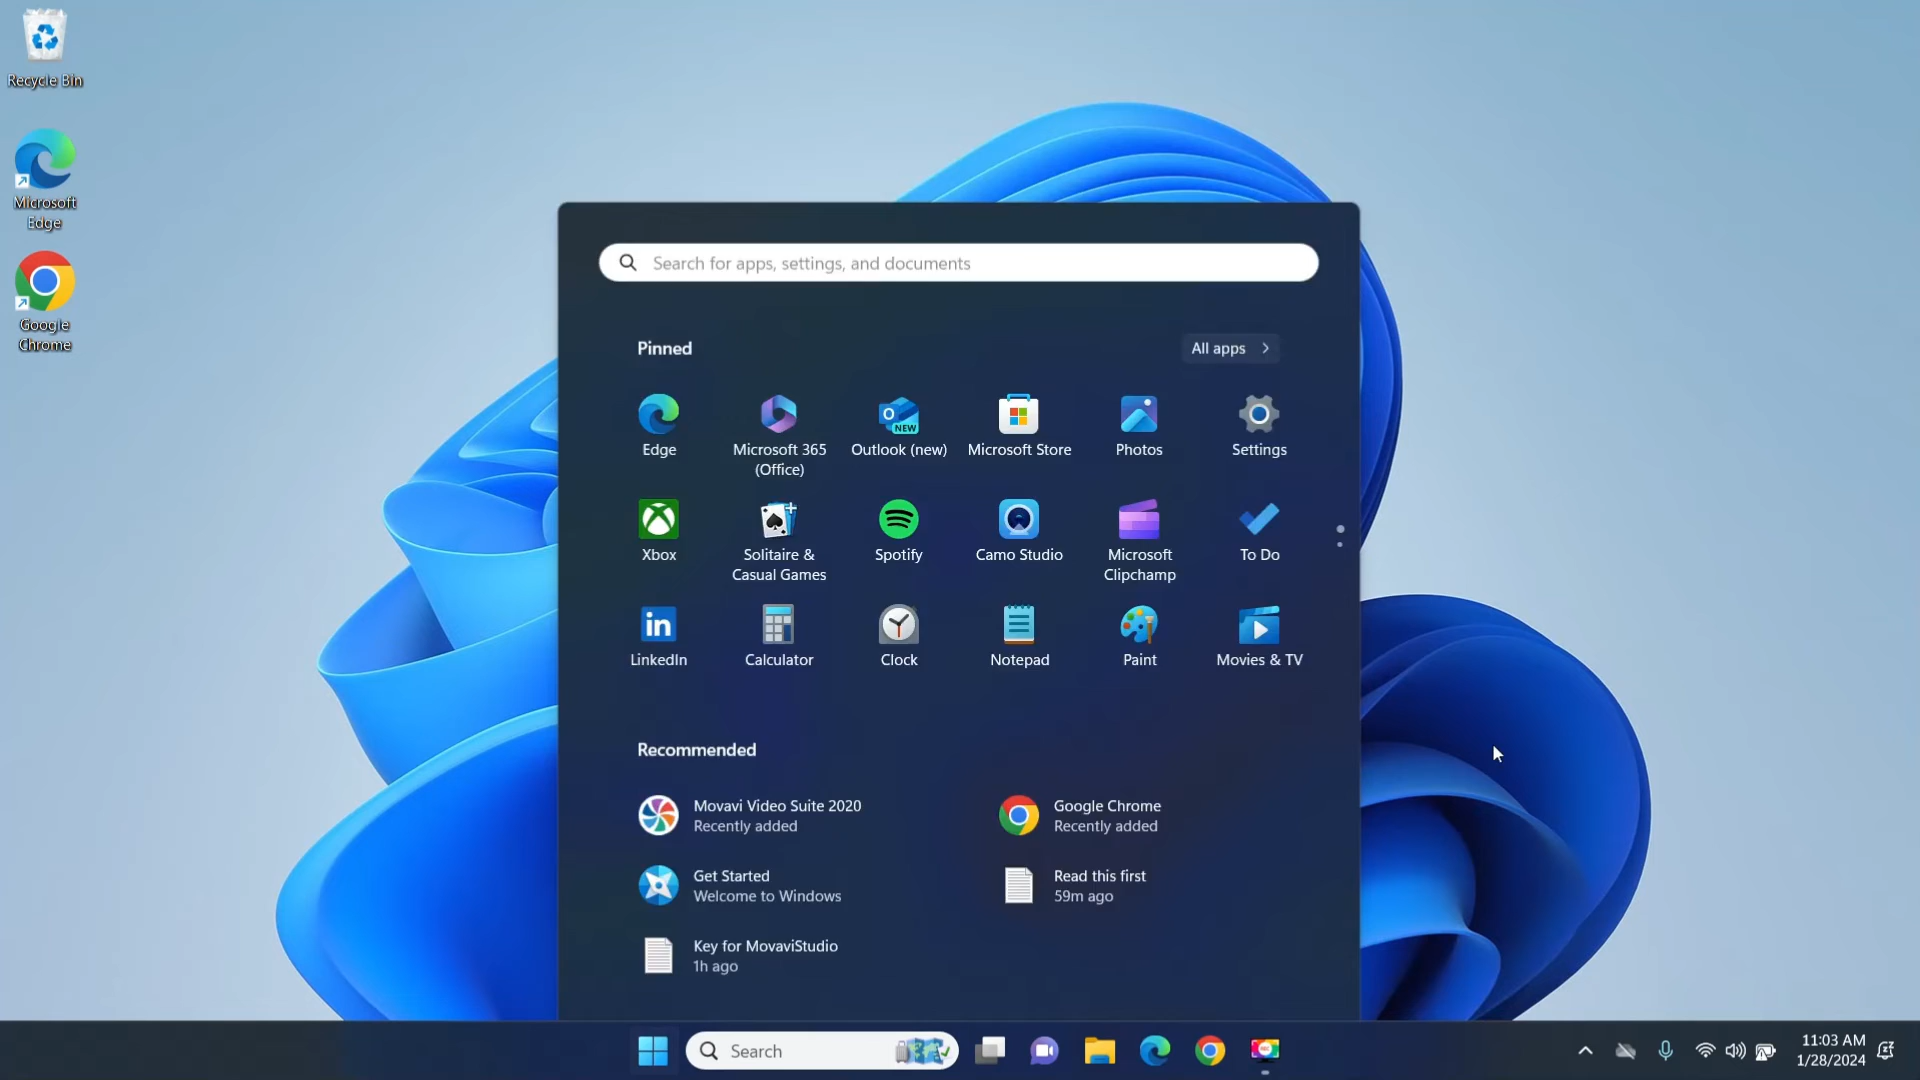 Recycle Bin
Microsoft
Edge
Google
Chrome
Search for apps, settings, and documents
Pinned
All apps
Edge
Microsoft 365
(Office)
Outlook (new)
NEW
Microsoft Store
Photos
Settings
Xbox
Solitaire &
Casual Games
Spotify
Camo Studio
Microsoft
Clipchamp
To Do
in
LinkedIn
Calculator
Clock
Notepad
Paint
Movies & TV
Recommended
Movavi Video Suite 2020
Recently added
Google Chrome
Recently added
Get Started
Welcome to Windows
Read this first
59m ago
Key for MovaviStudio
1h ago
Search
11:03 AM
1/28/2024